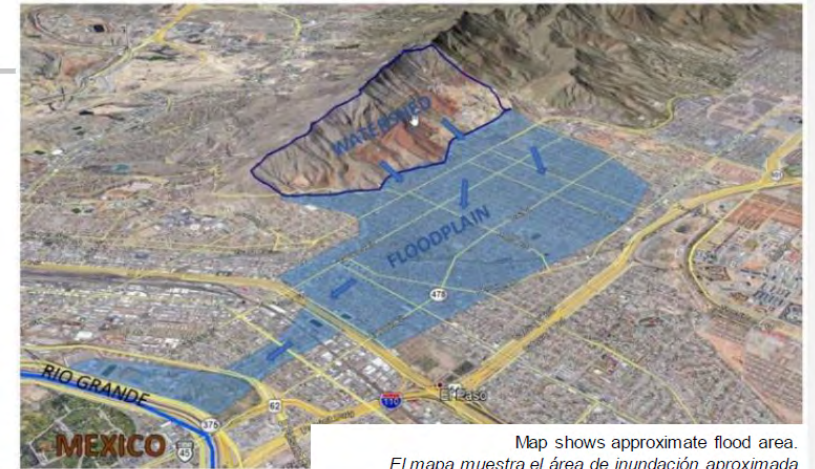 WATERSHED
FLOODPLAIN
478
RIO GRANDE
62
110
El Paso
375
MEXICO
45
Map shows approximate flood area.
El mapa muestra el área de inundación aproximada